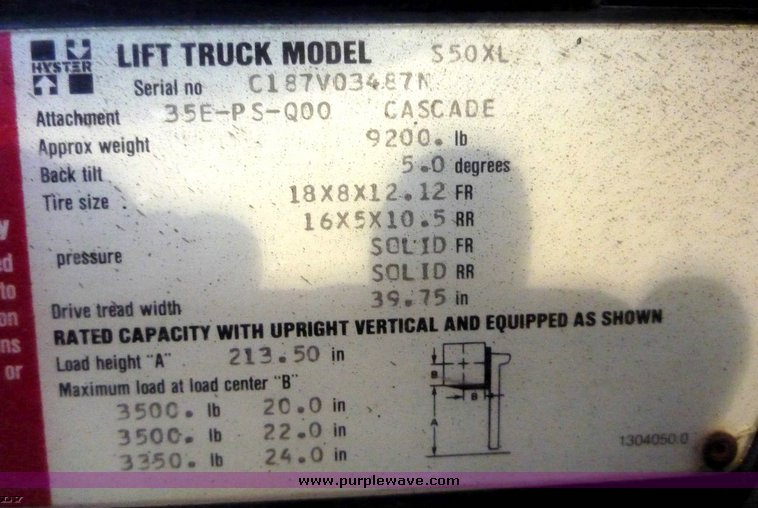 HYSTER
LIFT TRUCK MODEL S50XL
Serial no C187V03487N
Attachment 35E-PS-Q00 CASCADE
Approx weight 9200. lb
Back tilt 5.0 degrees
Tire size 18X8X12.12 FR
16X5X10.5 RR
pressure SOLID FR
SOLID RR
Drive tread width 39.75 in
RATED CAPACITY WITH UPRIGHT VERTICAL AND EQUIPPED AS SHOWN
Load height "A" 213.50 in
Maximum load at load center "B"
3500. lb 20.0 in
3500. lb 22.0 in
3350. lb 24.0 in
B
B
A
1304050.0
to
or
www.purplewave.com